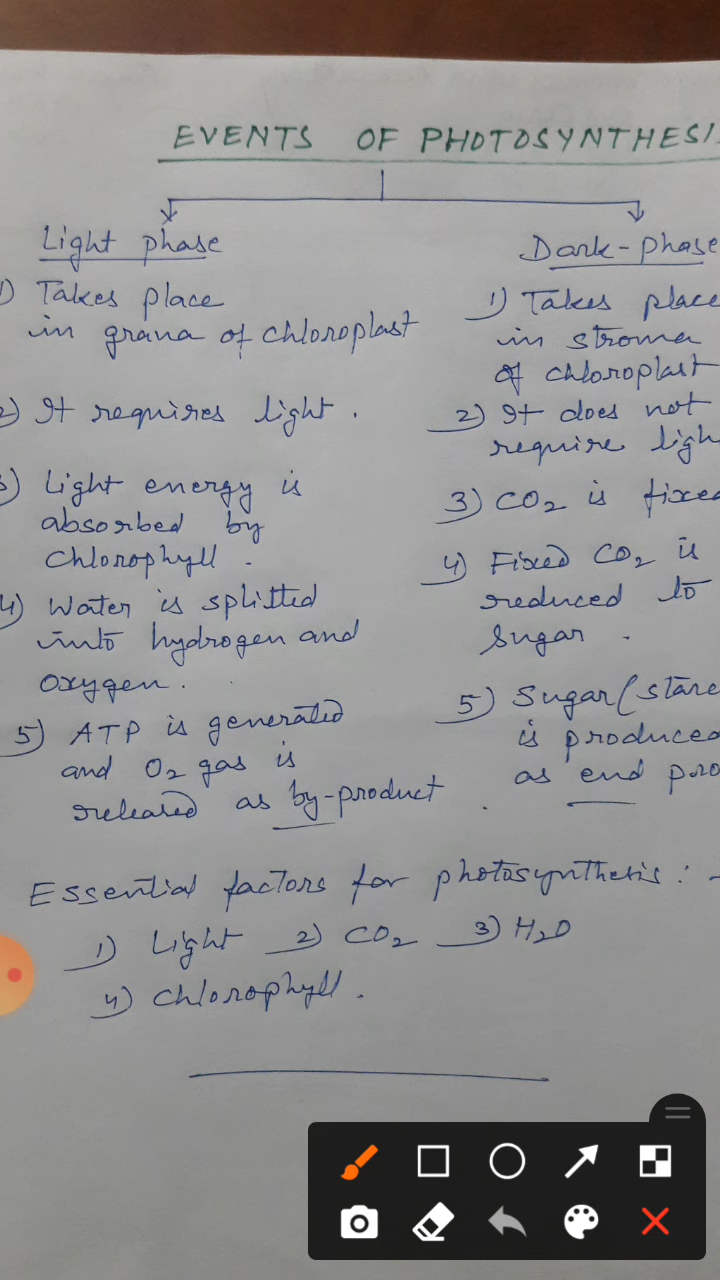 EVENTS OF PHOTOSYNTHESIS
Light phase
1) Takes place
in grana of chloroplast
2) It requires light .
3) Light energy is
absorbed by
chlorophyll .
4) Water is splitted
into hydrogen and
oxygen .
5) ATP is generated
and O₂ gas is
released as by-product .
Dark-phase
1) Takes place
in stroma
of chloroplast
2) It does not
require ligh
3) CO₂ is fixed
4) Fixed CO₂ is
reduced to
sugar .
5) Sugar (starc
is produced
as end pro
Essential factors for photosynthesis : -
1) Light 2) CO₂ 3) H₂O
4) chlorophyll .